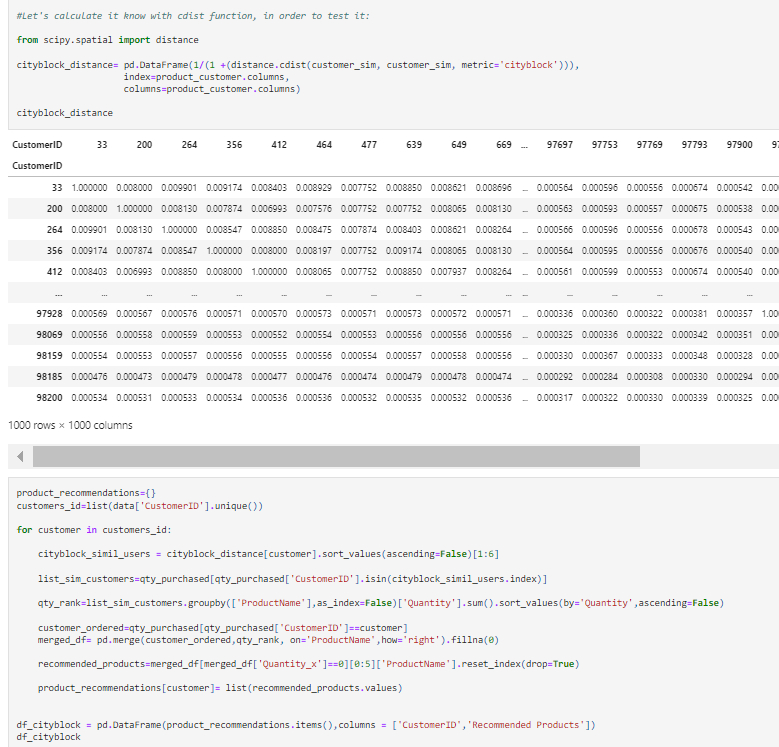 #Let's calculate it know with cdist function, in order to test it:
from scipy.spatial import distance
cityblock_distance= pd.DataFrame(1/(1 +(distance.cdist(customer_sim, customer_sim, metric='cityblock'))),
index=product_customer.columns,
columns=product_customer.columns)
cityblock_distance
CustomerID 33 200 264 356 412 464 477 639 649 669 ... 97697 97753 97769 97793 97900 97
CustomerID
33 1.000000 0.008000 0.009901 0.009174 0.008403 0.008929 0.007752 0.008850 0.008621 0.008696 ... 0.000564 0.000596 0.000556 0.000674 0.000542 0.00
200 0.008000 1.000000 0.008130 0.007874 0.006993 0.007576 0.007752 0.007752 0.008065 0.008130 ... 0.000563 0.000593 0.000557 0.000675 0.000538 0.00
264 0.009901 0.008130 1.000000 0.008547 0.008850 0.008475 0.007874 0.008403 0.008621 0.008264 ... 0.000566 0.000596 0.000556 0.000678 0.000543 0.00
356 0.009174 0.007874 0.008547 1.000000 0.008000 0.008197 0.007752 0.009174 0.008065 0.008130 ... 0.000564 0.000595 0.000556 0.000676 0.000540 0.00
412 0.008403 0.006993 0.008850 0.008000 1.000000 0.008065 0.007752 0.008850 0.007937 0.008264 ... 0.000561 0.000599 0.000553 0.000674 0.000540 0.00
... ... ... ... ... ... ... ... ... ... ... ... ... ... ... ... ...
97928 0.000569 0.000567 0.000576 0.000571 0.000570 0.000573 0.000571 0.000573 0.000572 0.000571 ... 0.000336 0.000360 0.000322 0.000381 0.000357 1.00
98069 0.000556 0.000558 0.000559 0.000553 0.000552 0.000554 0.000553 0.000556 0.000556 0.000556 ... 0.000325 0.000336 0.000322 0.000342 0.000351 0.00
98159 0.000554 0.000553 0.000557 0.000556 0.000555 0.000556 0.000554 0.000557 0.000558 0.000556 ... 0.000330 0.000367 0.000333 0.000348 0.000328 0.00
98185 0.000476 0.000473 0.000479 0.000478 0.000477 0.000476 0.000474 0.000479 0.000478 0.000474 ... 0.000292 0.000284 0.000308 0.000330 0.000294 0.00
98200 0.000534 0.000531 0.000533 0.000534 0.000536 0.000536 0.000532 0.000535 0.000532 0.000536 ... 0.000317 0.000322 0.000330 0.000339 0.000325 0.00
1000 rows × 1000 columns
product_recommendations={}
customers_id=list(data['CustomerID'].unique())
for customer in customers_id:
cityblock_simil_users = cityblock_distance[customer].sort_values(ascending=False)[1:6]
list_sim_customers=qty_purchased[qty_purchased['CustomerID'].isin(cityblock_simil_users.index)]
qty_rank=list_sim_customers.groupby(['ProductName'],as_index=False)['Quantity'].sum().sort_values(by='Quantity',ascending=False)
customer_ordered=qty_purchased[qty_purchased['CustomerID']==customer]
merged_df= pd.merge(customer_ordered,qty_rank, on='ProductName',how='right').fillna(0)
recommended_products=merged_df[merged_df['Quantity_x']==0][0:5]['ProductName'].reset_index(drop=True)
product_recommendations[customer]= list(recommended_products.values)
df_cityblock = pd.DataFrame(product_recommendations.items(),columns = ['CustomerID','Recommended Products'])
df_cityblock